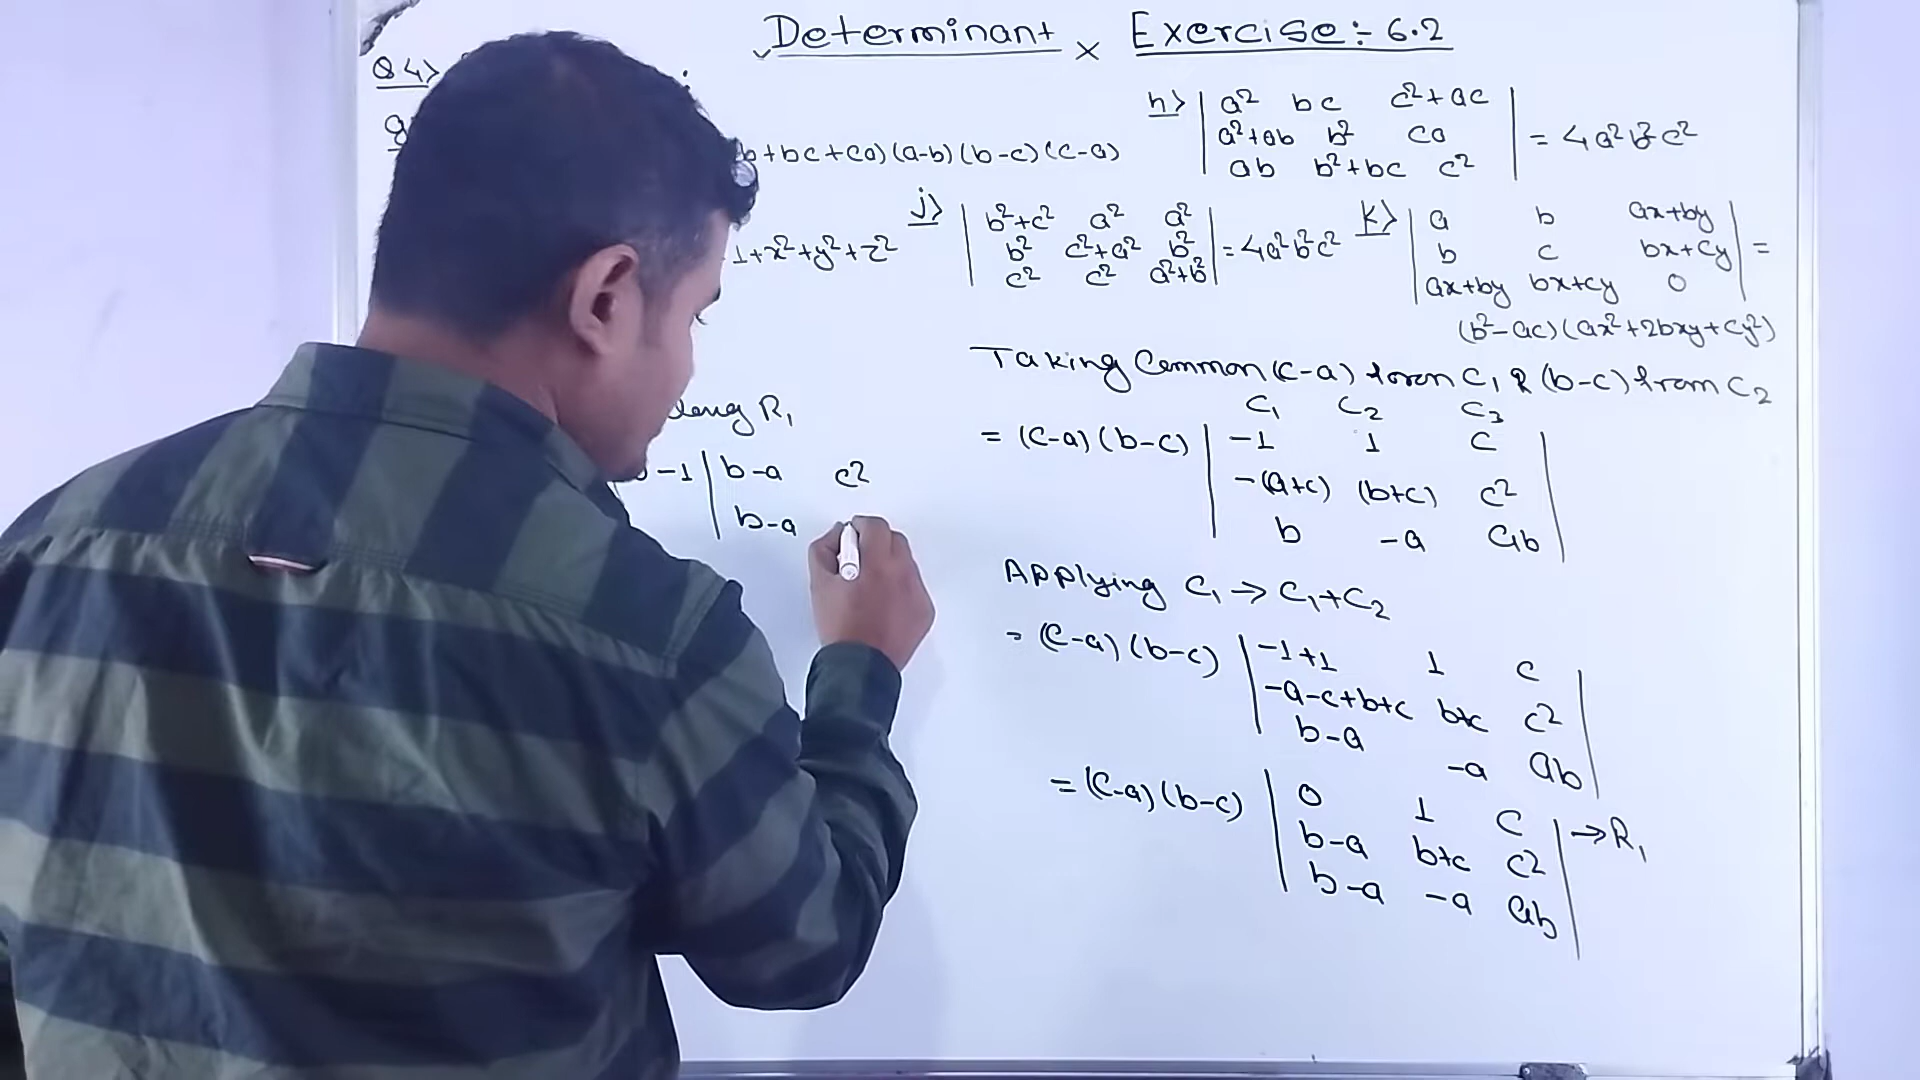 Determinant × Exercise:- 6.2
Q4>
g
b+bc+ca)(a-b)(b-c)(c-a)
h> | a² bc c²+ac |
| a²+ab b² ca | = 4a²b²c²
| ab b²+bc c² |
1+x²+y²+z²
j> | b²+c² a² a² |
| b² c²+a² b² | = 4a²b²c²
| c² c² a²+b² |
k> | a b ax+by |
| b c bx+cy | =
| ax+by bx+cy 0 |
(b²-ac)(ax²+2bxy+cy²)
R₁
-1 | b-a c²
| b-a
Taking Common (c-a) from C₁ & (b-c) from C₂
C₁ C₂ C₃
= (c-a)(b-c) | -1 1 c |
| -(a+c) (b+c) c² |
| b -a ab |
Applying C₁ → C₁+C₂
= (c-a)(b-c) | -1+1 1 c |
| -a-c+b+c b+c c² |
| b-a -a ab |
= (c-a)(b-c) | 0 1 c | → R₁
| b-a b+c c² |
| b-a -a ab |